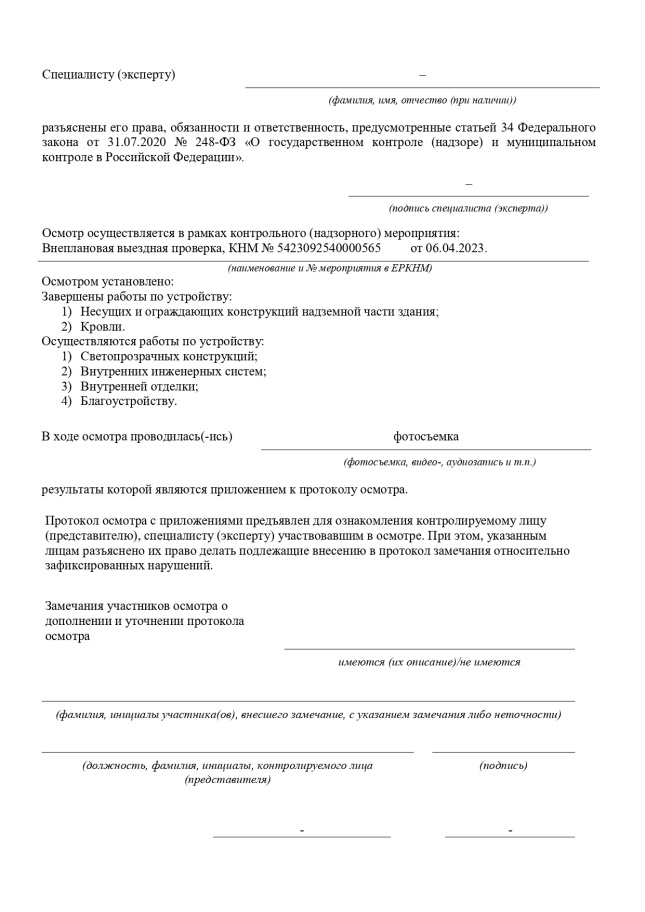 Специалисту (эксперту) –
(фамилия, имя, отчество (при наличии))
разъяснены его права, обязанности и ответственность, предусмотренные статьей 34 Федерального
закона от 31.07.2020 № 248-ФЗ «О государственном контроле (надзоре) и муниципальном
контроле в Российской Федерации».
–
(подпись специалиста (эксперта))
Осмотр осуществляется в рамках контрольного (надзорного) мероприятия:
Внеплановая выездная проверка, КНМ № 5423092540000565 от 06.04.2023.
(наименование и № мероприятия в ЕРКНМ)
Осмотром установлено:
Завершены работы по устройству:
1) Несущих и ограждающих конструкций надземной части здания;
2) Кровли.
Осуществляются работы по устройству:
1) Светопрозрачных конструкций;
2) Внутренних инженерных систем;
3) Внутренней отделки;
4) Благоустройству.
В ходе осмотра проводилась(-ись) фотосъемка
(фотосъемка, видео-, аудиозапись и т.п.)
результаты которой являются приложением к протоколу осмотра.
Протокол осмотра с приложениями предъявлен для ознакомления контролируемому лицу
(представителю), специалисту (эксперту) участвовавшим в осмотре. При этом, указанным
лицам разъяснено их право делать подлежащие внесению в протокол замечания относительно
зафиксированных нарушений.
Замечания участников осмотра о
дополнении и уточнении протокола
осмотра
имеются (их описание)/не имеются
(фамилия, инициалы участника(ов), внесшего замечание, с указанием замечания либо неточности)
(должность, фамилия, инициалы, контролируемого лица (подпись)
(представителя)
- -